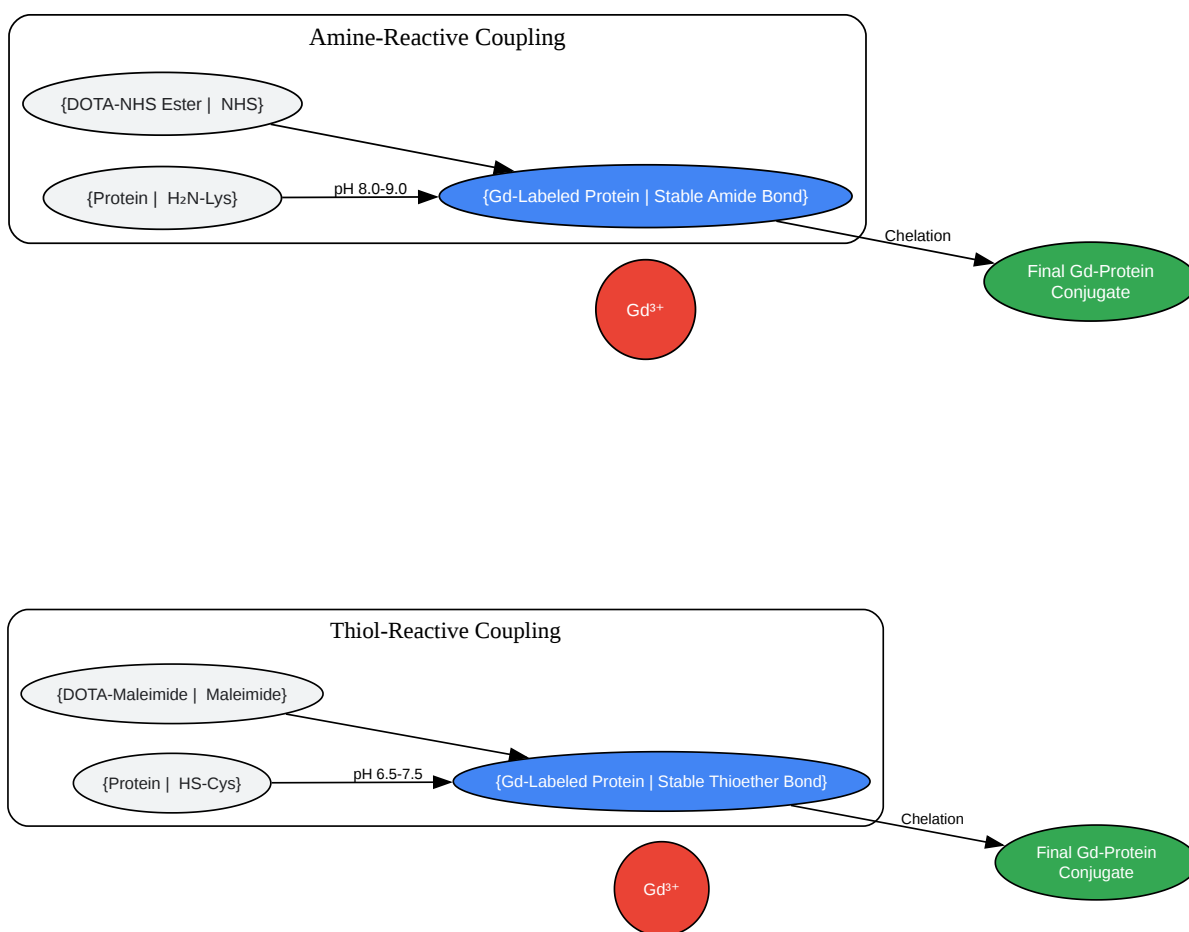 Amine-Reactive Coupling
{DOTA-NHS Ester | NHS}
{Protein | H₂N-Lys}
pH 8.0-9.0
{Gd-Labeled Protein | Stable Amide Bond}
Chelation
Final Gd-Protein
Conjugate
Gd³⁺
Thiol-Reactive Coupling
{DOTA-Maleimide | Maleimide}
{Protein | HS-Cys}
pH 6.5-7.5
{Gd-Labeled Protein | Stable Thioether Bond}
Chelation
Final Gd-Protein
Conjugate
Gd³⁺